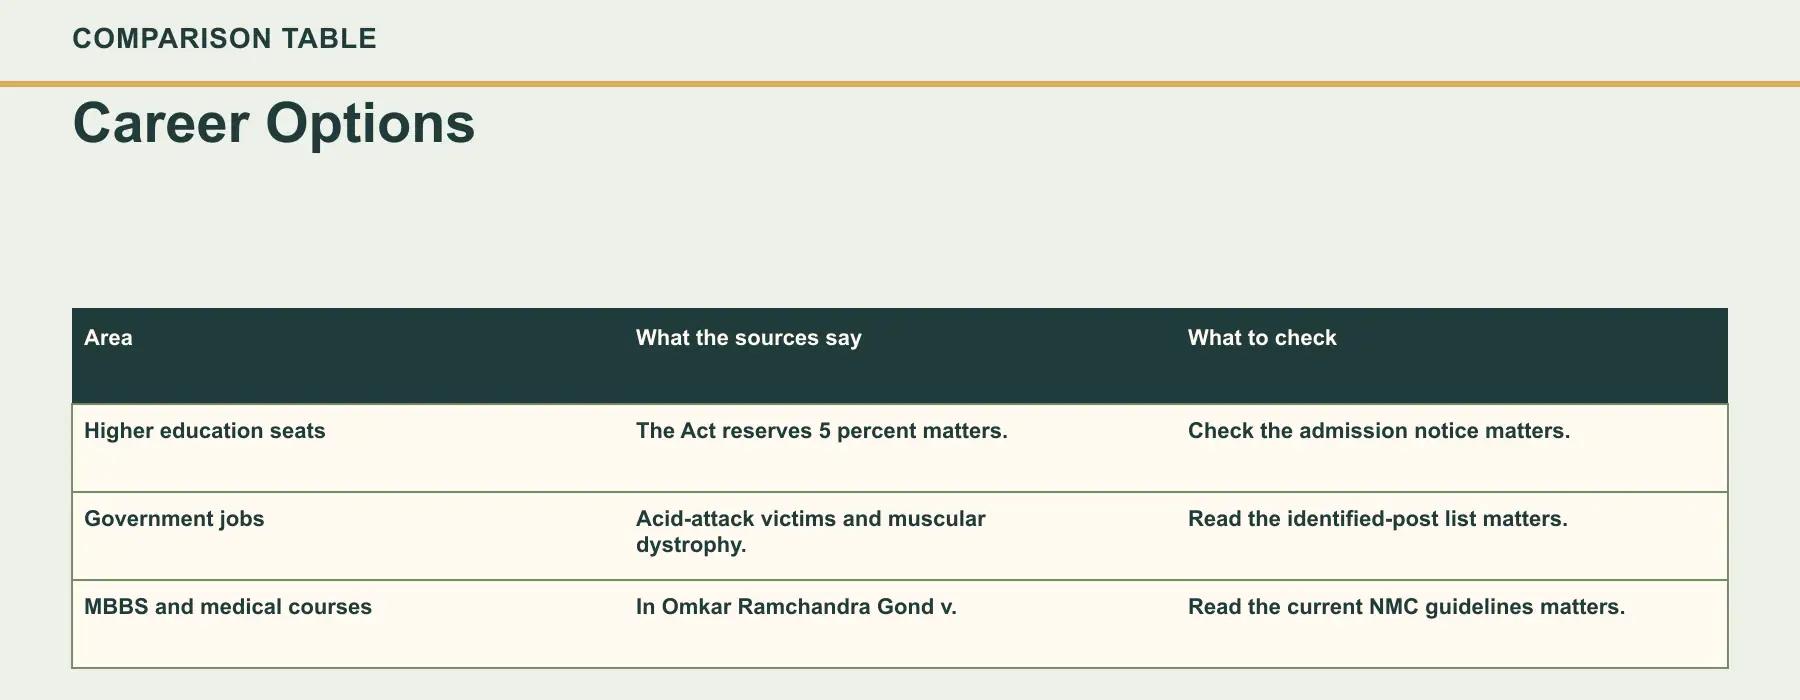 COMPARISON TABLE
Career Options
Area
What the sources say
What to check
Higher education seats
The Act reserves 5 percent matters.
Check the admission notice matters.
Government jobs
Acid-attack victims and muscular
dystrophy.
Read the identified-post list matters.
MBBS and medical courses
In Omkar Ramchandra Gond v.
Read the current NMC guidelines matters.